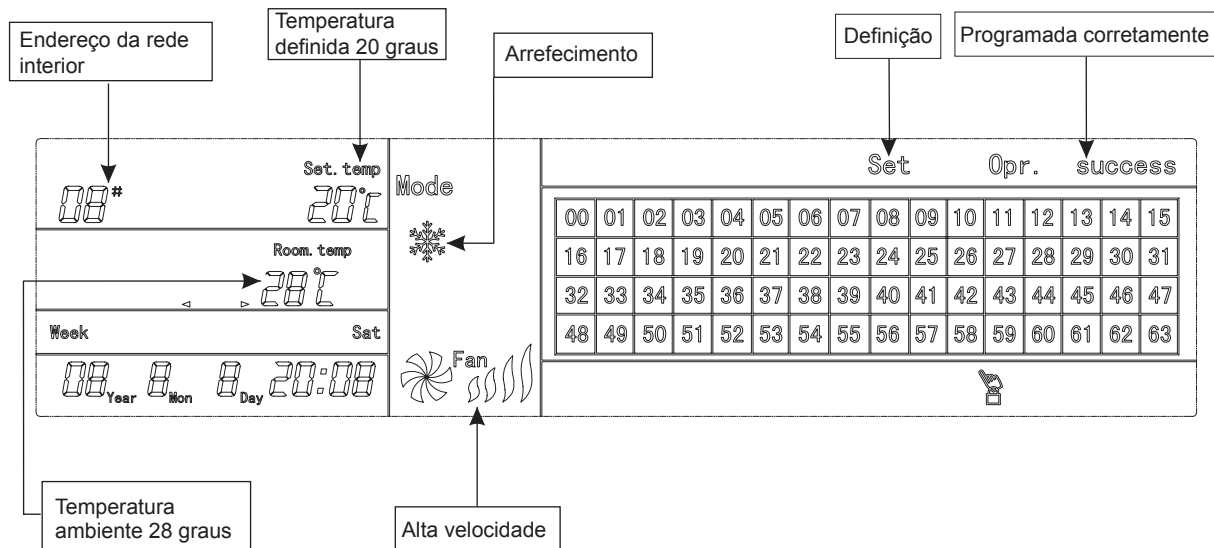 Endereço da rede
interior
Temperatura
definida 20 graus
Arrefecimento
Definição
Programada corretamente
08#
Set. temp
20°C
Mode
Set Opr. success
Room. temp
28°C
Week Sat
08 Year 8 Mon 8 Day 20:08
Fan
00 01 02 03 04 05 06 07 08 09 10 11 12 13 14 15
16 17 18 19 20 21 22 23 24 25 26 27 28 29 30 31
32 33 34 35 36 37 38 39 40 41 42 43 44 45 46 47
48 49 50 51 52 53 54 55 56 57 58 59 60 61 62 63
Temperatura
ambiente 28 graus
Alta velocidade